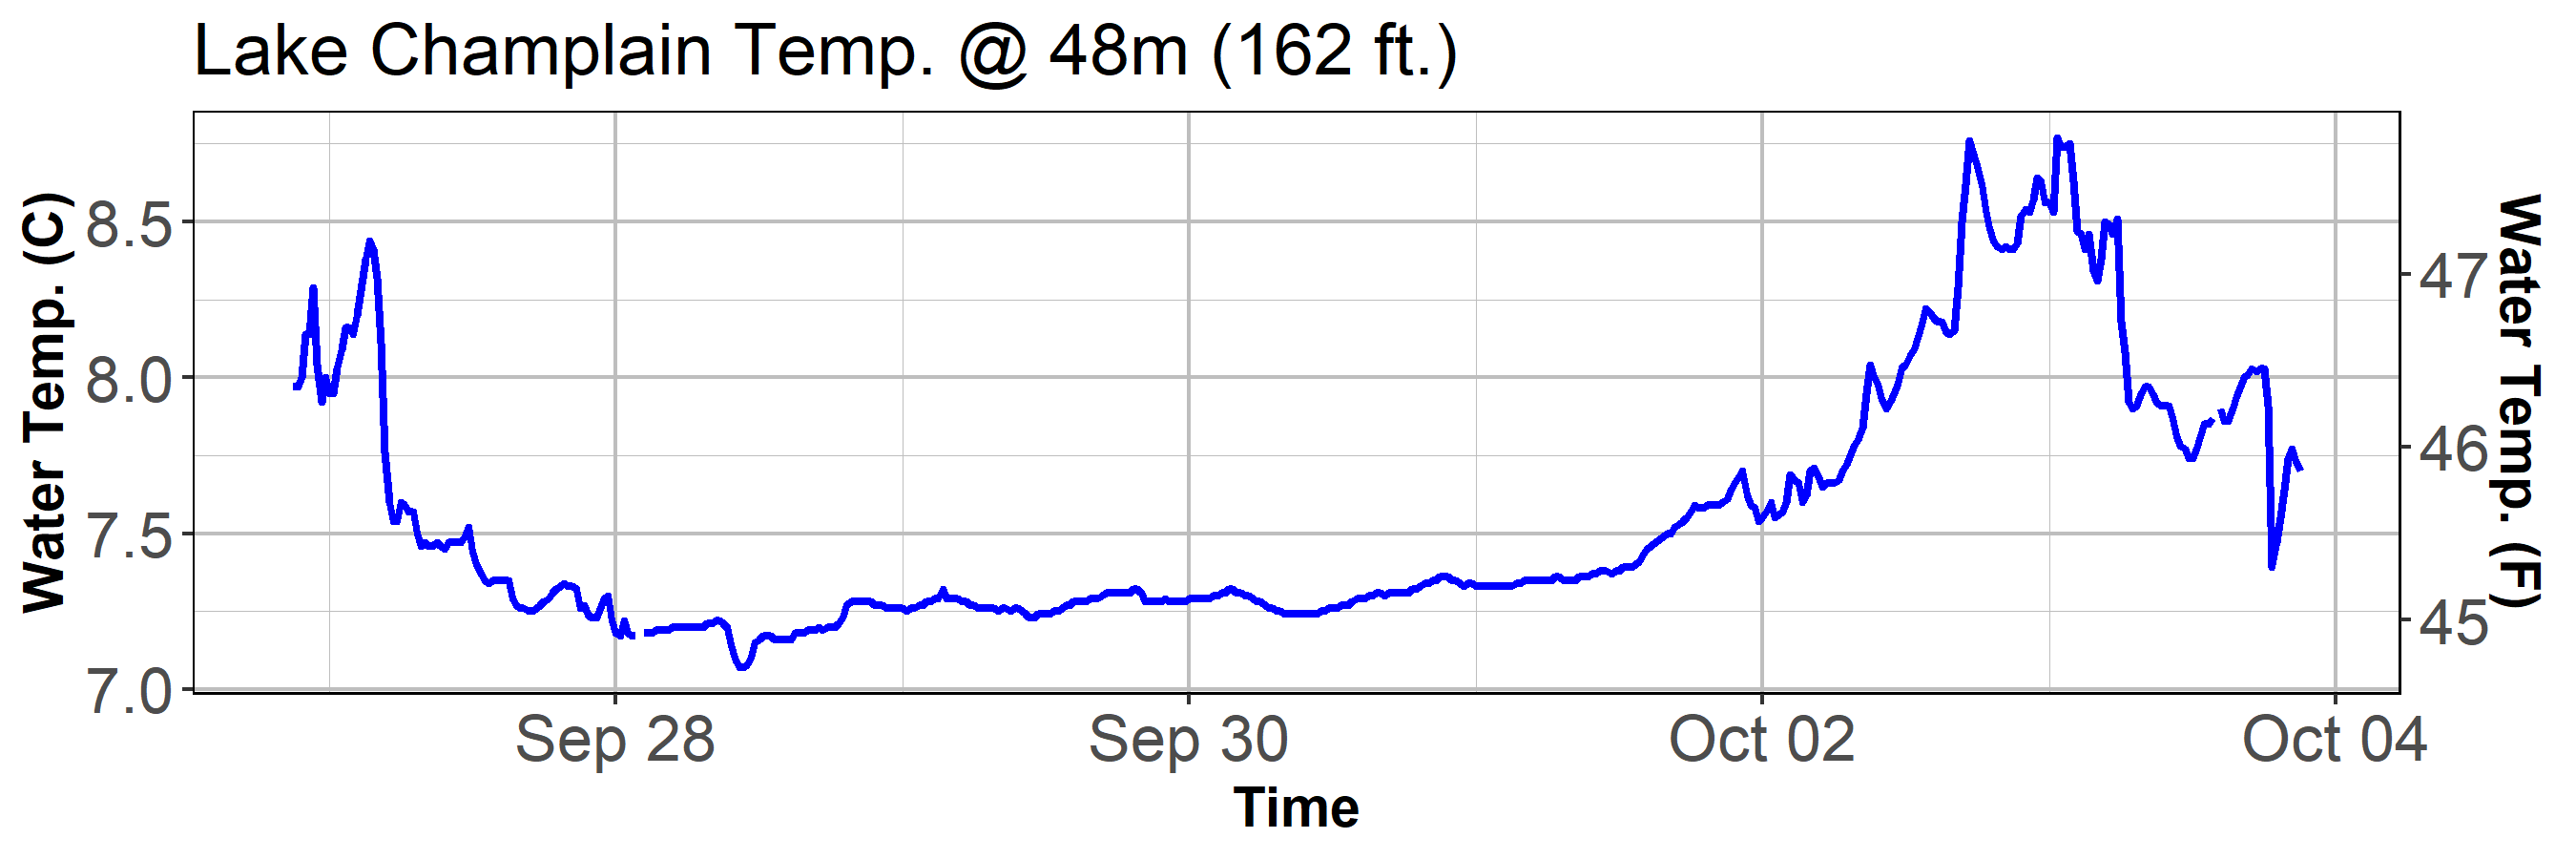 Lake Champlain Temp. @ 48m (162 ft.)
Water Temp. (C)
8.5
8.0
7.5
7.0
47
46
45
Water Temp. (F)
Sep 28
Sep 30
Oct 02
Oct 04
Time